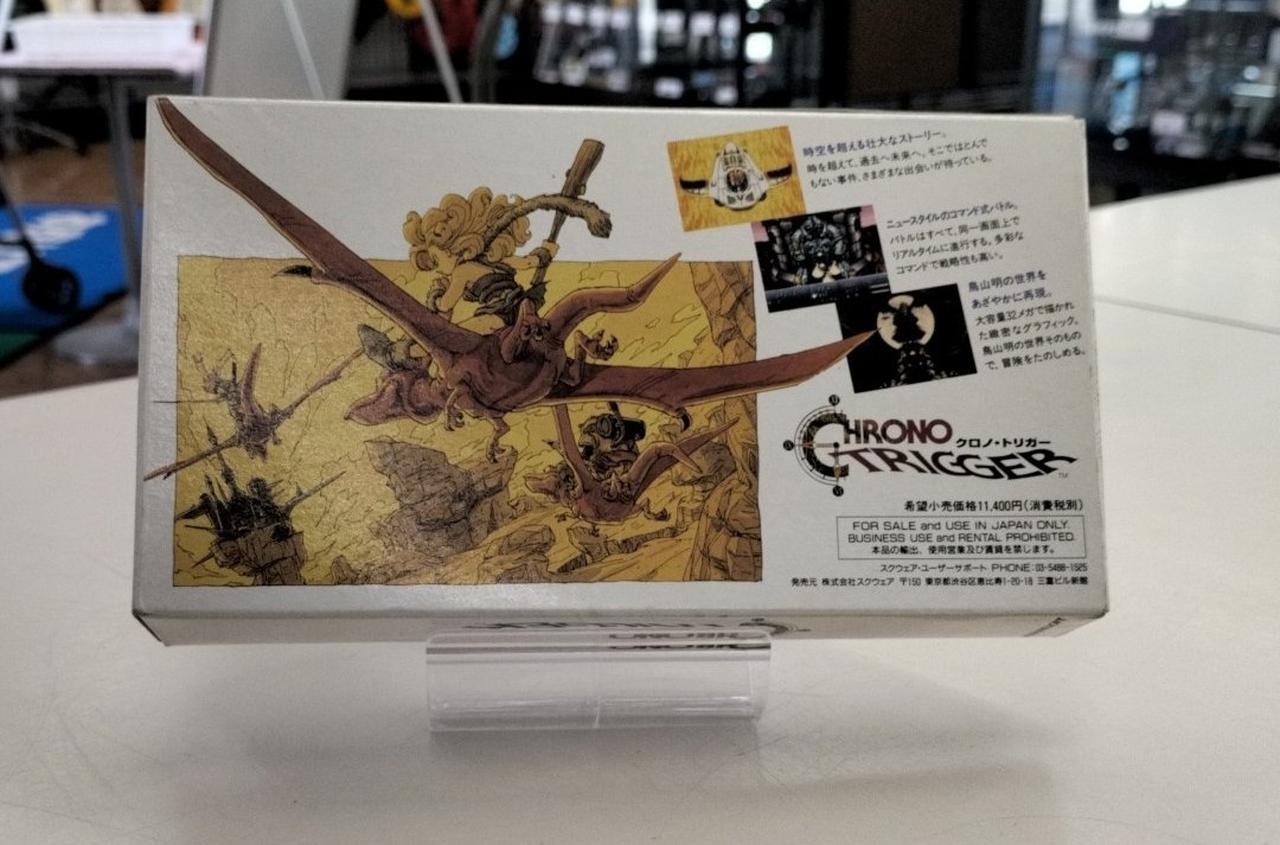 時空を超える壮大なストーリー。
時を超えて、過去へ未来へ。そこではとんで
もない事件、さまざまな出会いが待っている。
ニュースタイルのコマンド式バトル。
バトルはすべて、同一画面上で
リアルタイムに進行する。多彩な
コマンドで戦略性も高い。
鳥山明の世界を
あざやかに再現。
大容量32メガで描かれ
た緻密なグラフィック。
鳥山明の世界そのもの
で、冒険をたのしめる。
CHRONO
クロノ・トリガー
TRIGGER™
希望小売価格11,400円(消費税別)
FOR SALE and USE IN JAPAN ONLY.
BUSINESS USE and RENTAL PROHIBITED.
本品の輸出、使用営業及び賃貸を禁じます。
スクウェア・ユーザーサポート PHONE:03-5488-1525
発売元 株式会社スクウェア 〒150 東京都渋谷区恵比寿1-20-18 三富ビル新館